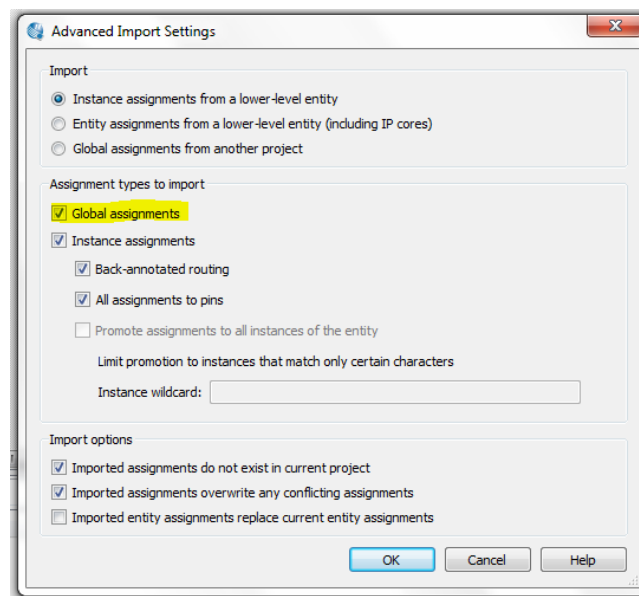 Advanced Import Settings
Import
Instance assignments from a lower-level entity
Entity assignments from a lower-level entity (including IP cores)
Global assignments from another project
Assignment types to import
Global assignments
Instance assignments
Back-annotated routing
All assignments to pins
Promote assignments to all instances of the entity
Limit promotion to instances that match only certain characters
Instance wildcard:
Import options
Imported assignments do not exist in current project
Imported assignments overwrite any conflicting assignments
Imported entity assignments replace current entity assignments
OK Cancel Help